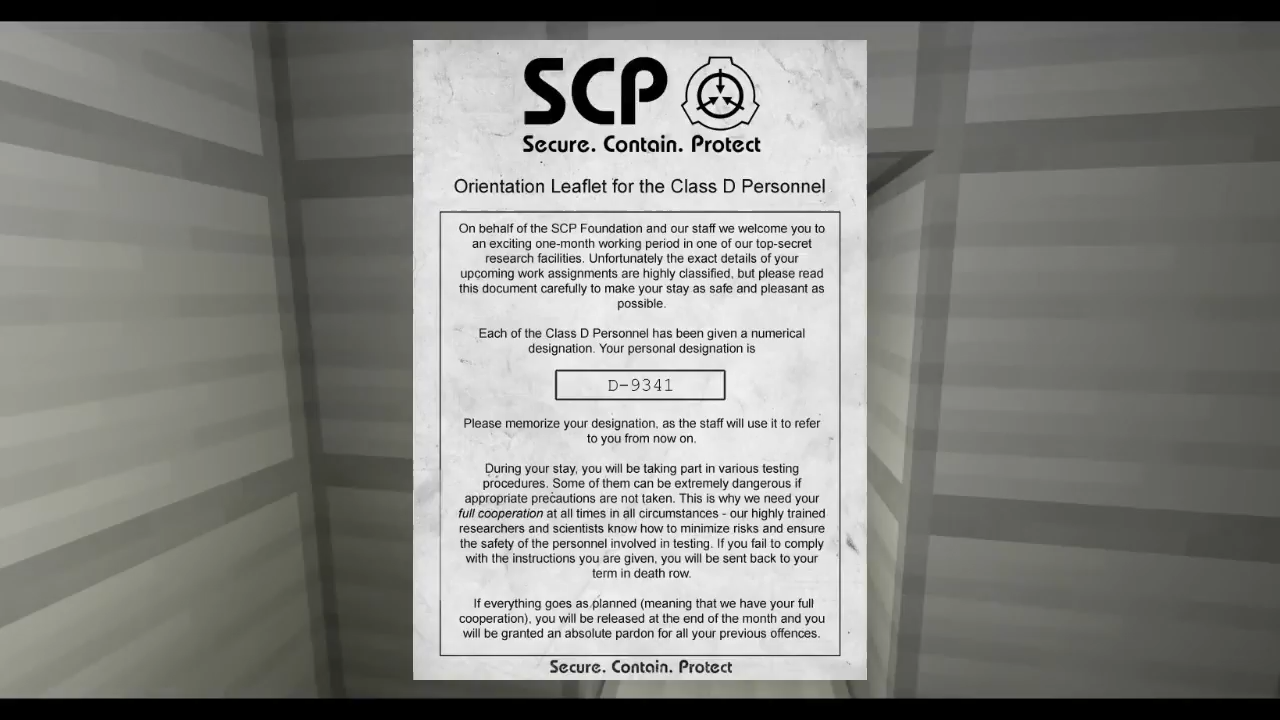 SCP
Secure. Contain. Protect
Orientation Leaflet for the Class D Personnel
On behalf of the SCP Foundation and our staff we welcome you to
an exciting one-month working period in one of our top-secret
research facilities. Unfortunately the exact details of your
upcoming work assignments are highly classified, but please read
this document carefully to make your stay as safe and pleasant as
possible.
Each of the Class D Personnel has been given a numerical
designation. Your personal designation is
D-9341
Please memorize your designation, as the staff will use it to refer
to you from now on.
During your stay, you will be taking part in various testing
procedures. Some of them can be extremely dangerous if
appropriate precautions are not taken. This is why we need your
full cooperation at all times in all circumstances - our highly trained
researchers and scientists know how to minimize risks and ensure
the safety of the personnel involved in testing. If you fail to comply
with the instructions you are given, you will be sent back to your
term in death row.
If everything goes as planned (meaning that we have your full
cooperation), you will be released at the end of the month and you
will be granted an absolute pardon for all your previous offences.
Secure. Contain. Protect